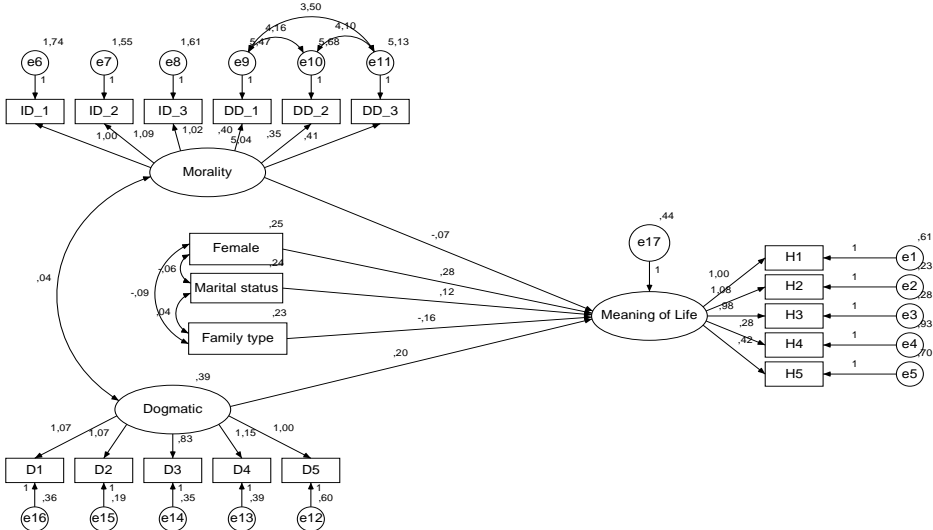 3,50
4,16
4,10
1,74
1,55
1,61
5,47
5,68
5,13
e6
e7
e8
e9
e10
e11
1
1
1
1
1
1
ID_1
ID_2
ID_3
DD_1
DD_2
DD_3
1,00
1,09
1,02
,40
,35
,41
5,04
Morality
-,07
,04
,25
Female
-,06
,28
,24
Marital status
,12
-,09
,04
,23
Family type
-,16
,44
e17
1
Meaning of Life
,20
1,00
1,08
,98
,28
,42
H1
1
e1
,61
H2
1
e2
,23
H3
1
e3
,28
H4
1
e4
,93
H5
1
e5
,70
,39
Dogmatic
1,07
1,07
,83
1,15
1,00
D1
D2
D3
D4
D5
1
1
1
1
1
,36
,19
,35
,39
,60
e16
e15
e14
e13
e12